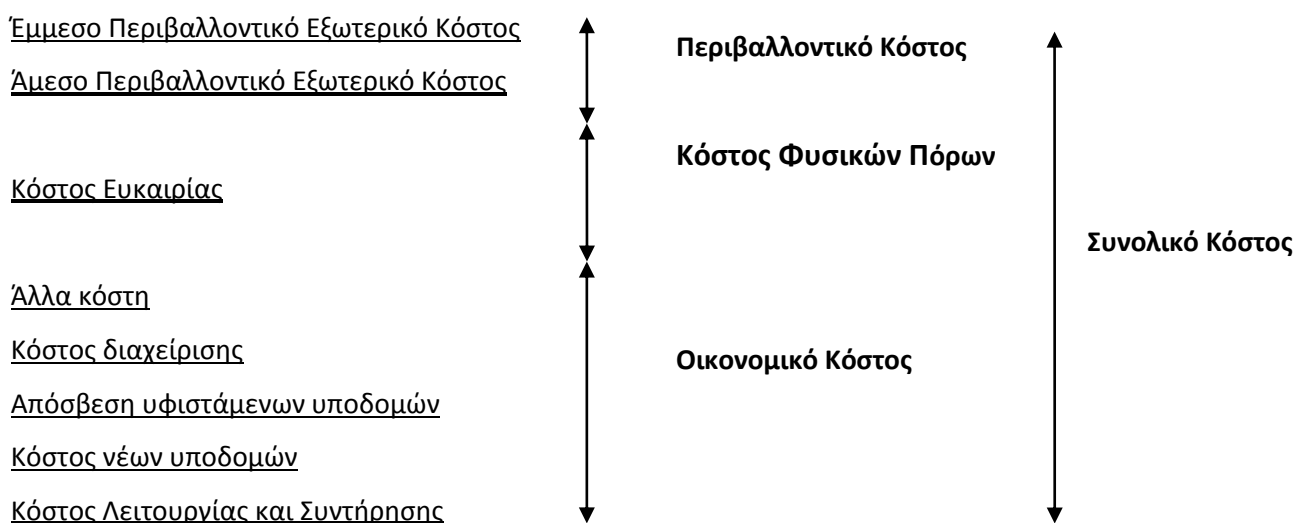 Έμμεσο Περιβαλλοντικό Εξωτερικό Κόστος
Περιβαλλοντικό Κόστος
Άμεσο Περιβαλλοντικό Εξωτερικό Κόστος
Κόστος Φυσικών Πόρων
Κόστος Ευκαιρίας
Συνολικό Κόστος
Άλλα κόστη
Κόστος διαχείρισης
Οικονομικό Κόστος
Απόσβεση υφιστάμενων υποδομών
Κόστος νέων υποδομών
Κόστος Λειτουργίας και Συντήρησης